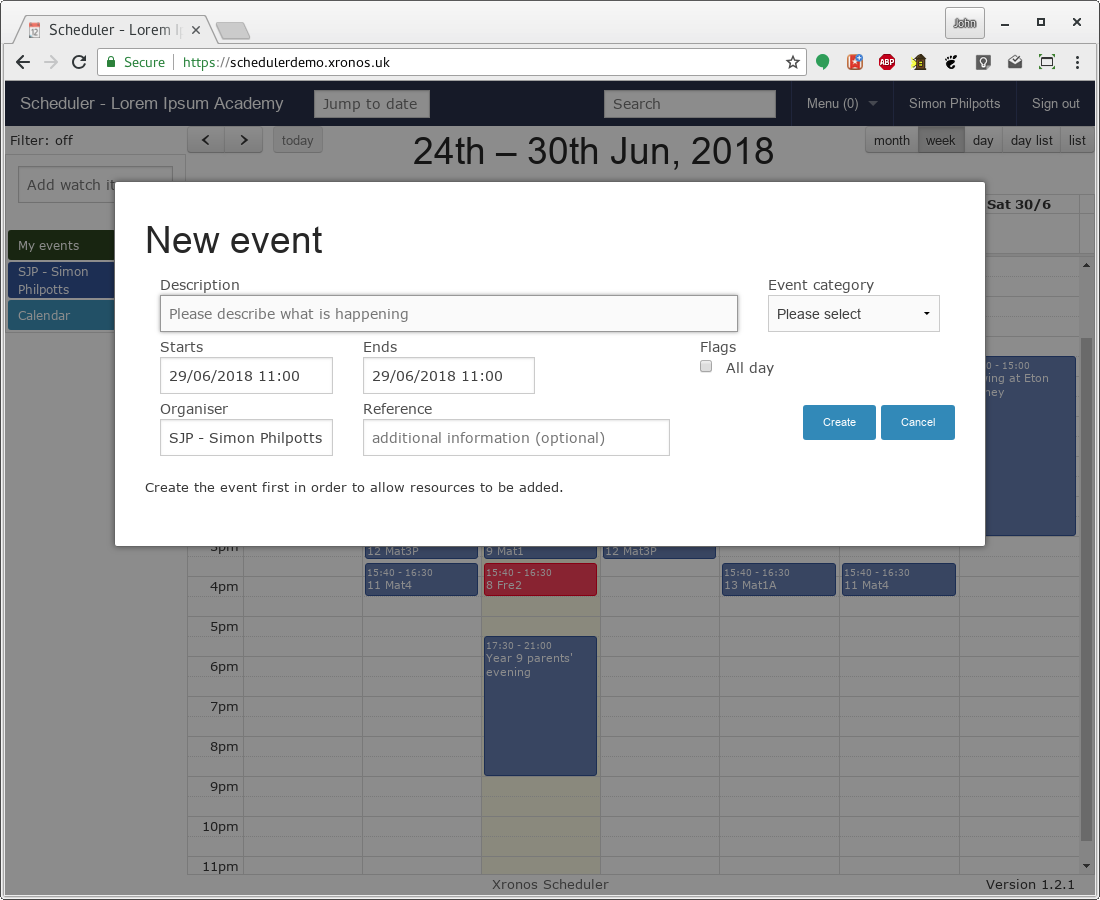 Scheduler - Lorem I
John
Secure
https://schedulerdemo.xronos.uk
ABP
Scheduler - Lorem Ipsum Academy
Jump to date
Search
Menu (0)
Simon Philpotts
Sign out
Filter: off
today
24th – 30th Jun, 2018
month
week
day
day list
list
Add watch it
Sat 30/6
My events
SJP - Simon
Philpotts
Calendar
New event
Description
Please describe what is happening
Event category
Please select
Starts
29/06/2018 11:00
Ends
29/06/2018 11:00
Flags
All day
Organiser
SJP - Simon Philpotts
Reference
additional information (optional)
Create
Cancel
Create the event first in order to allow resources to be added.
0 - 15:00
ing at Eton
ney
3pm
12 Mat3P
9 Mat1
12 Mat3P
4pm
15:40 - 16:30
11 Mat4
15:40 - 16:30
8 Fre2
15:40 - 16:30
13 Mat1A
15:40 - 16:30
11 Mat4
5pm
17:30 - 21:00
Year 9 parents'
evening
6pm
7pm
8pm
9pm
10pm
11pm
Xronos Scheduler
Version 1.2.1